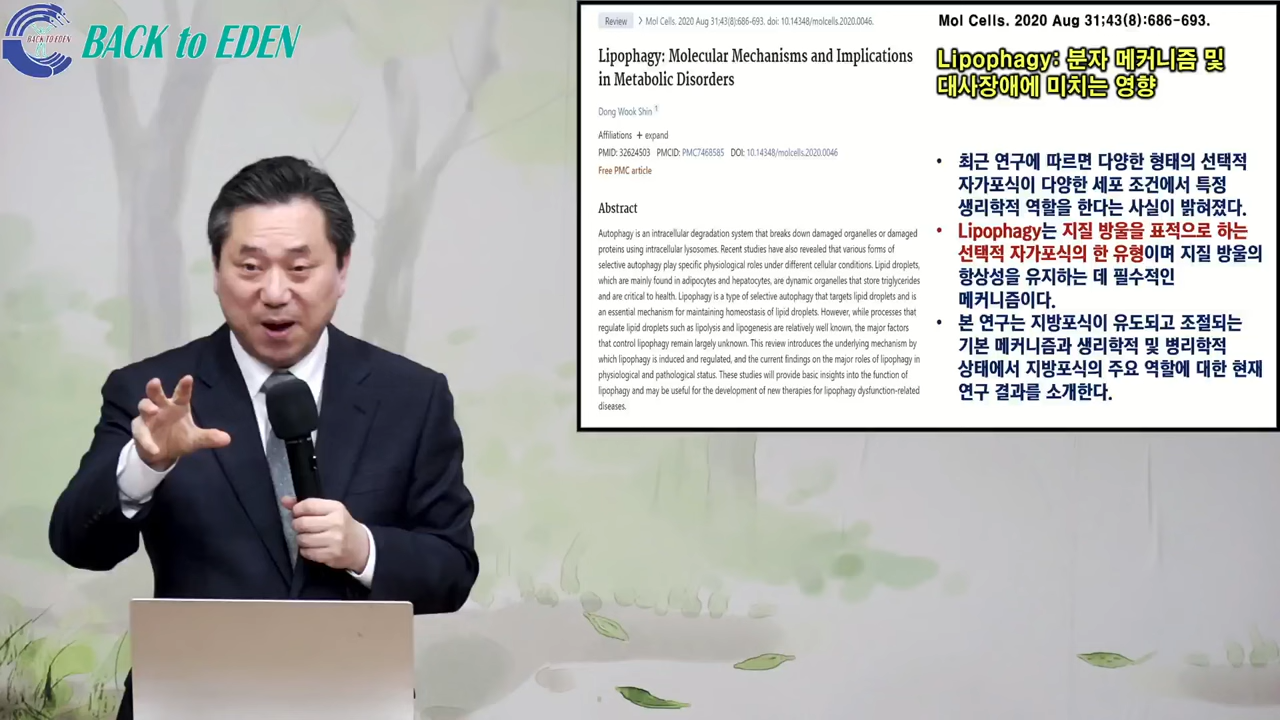 BACK TO EDEN
BACK to EDEN
Review
Mol Cells. 2020 Aug 31;43(8):686-693. doi: 10.14348/molcells.2020.0046.
Lipophagy: Molecular Mechanisms and Implications
in Metabolic Disorders
Dong Wook Shin 1
Affiliations + expand
PMID: 32624503 PMCID: PMC7468585 DOI: 10.14348/molcells.2020.0046
Free PMC article
Abstract
Autophagy is an intracellular degradation system that breaks down damaged organelles or damaged
proteins using intracellular lysosomes. Recent studies have also revealed that various forms of
selective autophagy play specific physiological roles under different cellular conditions. Lipid droplets,
which are mainly found in adipocytes and hepatocytes, are dynamic organelles that store triglycerides
and are critical to health. Lipophagy is a type of selective autophagy that targets lipid droplets and is
an essential mechanism for maintaining homeostasis of lipid droplets. However, while processes that
regulate lipid droplets such as lipolysis and lipogenesis are relatively well known, the major factors
that control lipophagy remain largely unknown. This review introduces the underlying mechanism by
which lipophagy is induced and regulated, and the current findings on the major roles of lipophagy in
physiological and pathological status. These studies will provide basic insights into the function of
lipophagy and may be useful for the development of new therapies for lipophagy dysfunction-related
diseases.
Mol Cells. 2020 Aug 31;43(8):686-693.
Lipophagy: 분자 메커니즘 및
대사장애에 미치는 영향
• 최근 연구에 따르면 다양한 형태의 선택적
자가포식이 다양한 세포 조건에서 특정
생리학적 역할을 한다는 사실이 밝혀졌다.
• Lipophagy는 지질 방울을 표적으로 하는
선택적 자가포식의 한 유형이며 지질 방울의
항상성을 유지하는 데 필수적인
메커니즘이다.
• 본 연구는 지방포식이 유도되고 조절되는
기본 메커니즘과 생리학적 및 병리학적
상태에서 지방포식의 주요 역할에 대한 현재
연구 결과를 소개한다.